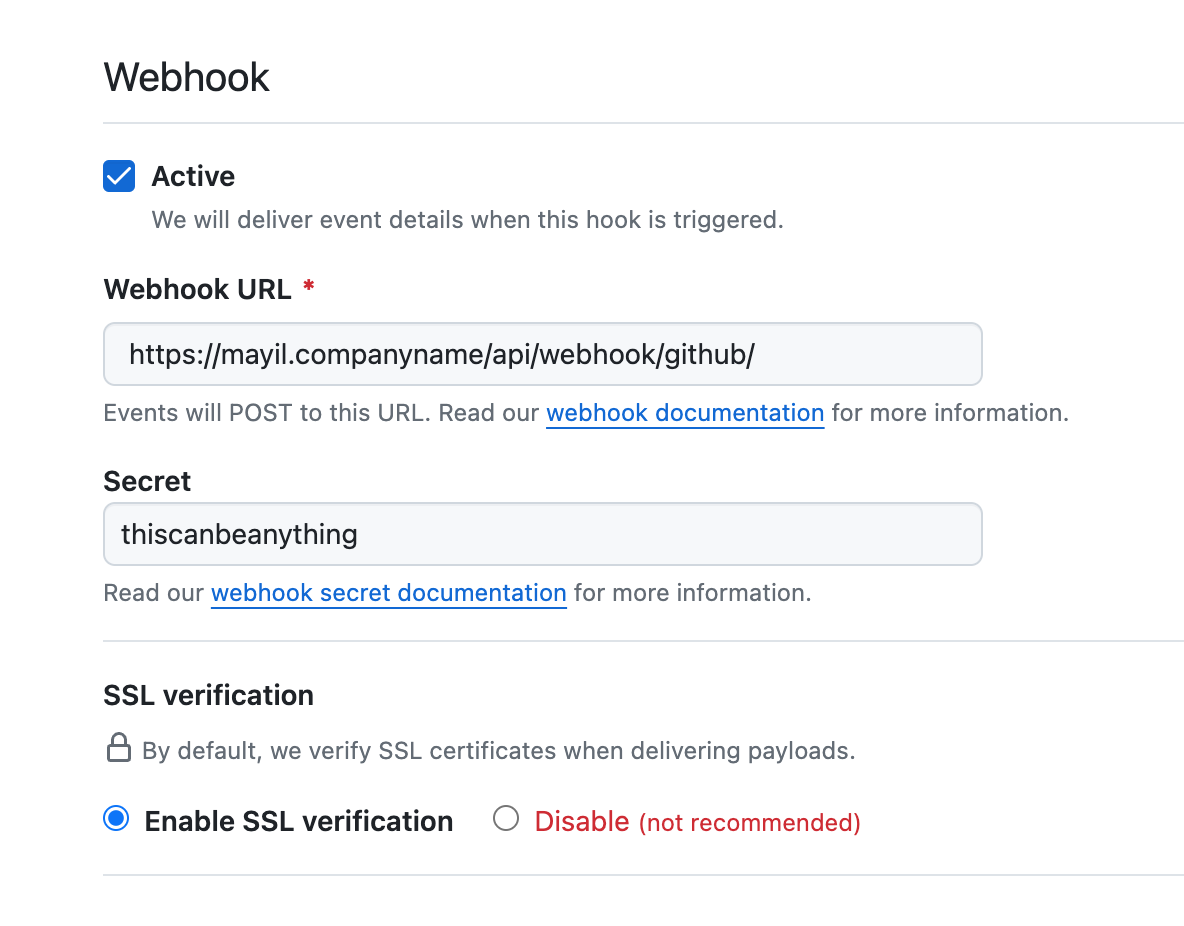 Webhook
Active
We will deliver event details when this hook is triggered.
Webhook URL *
https://mayil.companyname/api/webhook/github/
Events will POST to this URL. Read our webhook documentation for more information.
Secret
thiscanbeanything
Read our webhook secret documentation for more information.
SSL verification
By default, we verify SSL certificates when delivering payloads.
Enable SSL verification Disable (not recommended)